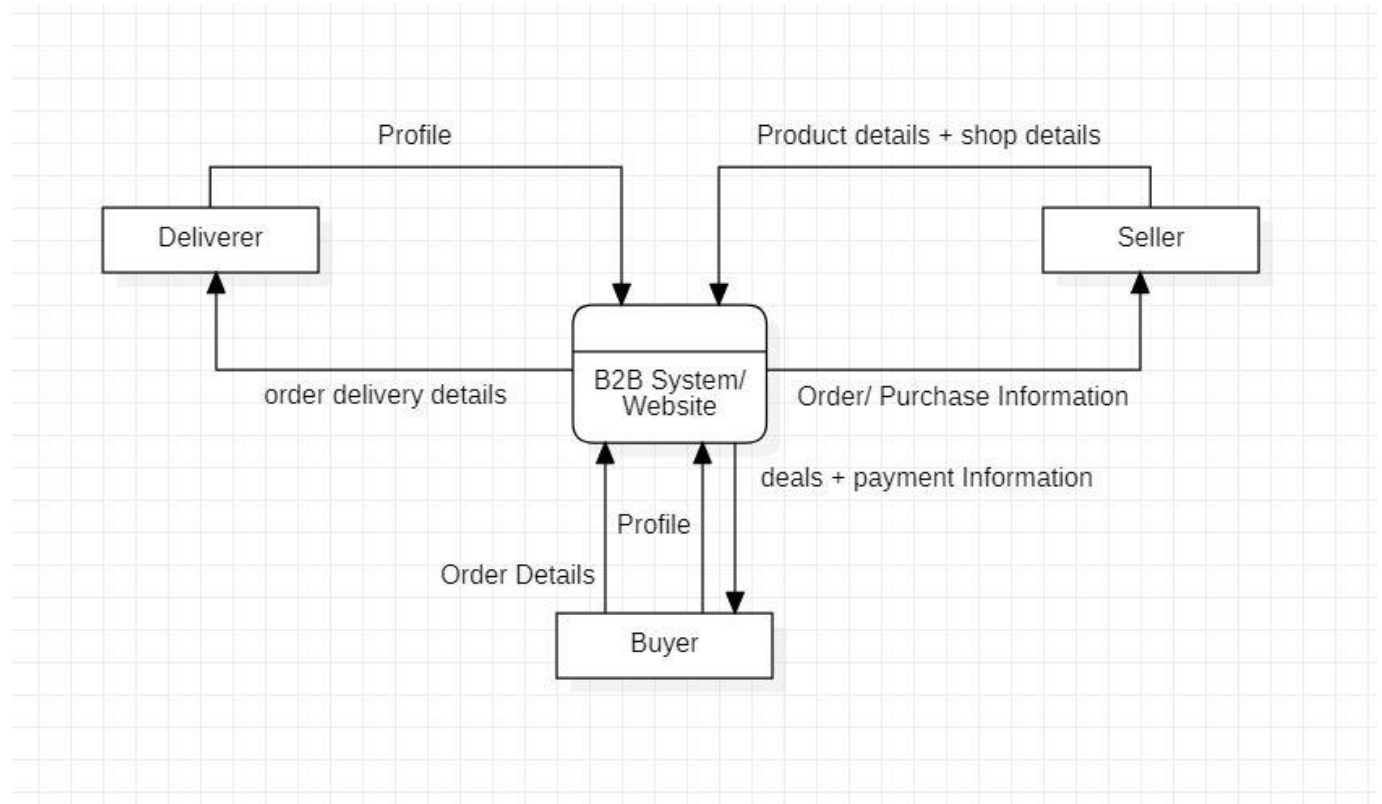 Profile
Product details + shop details
Deliverer
Seller
B2B System/
Website
order delivery details
Order/ Purchase Information
deals + payment Information
Profile
Order Details
Buyer